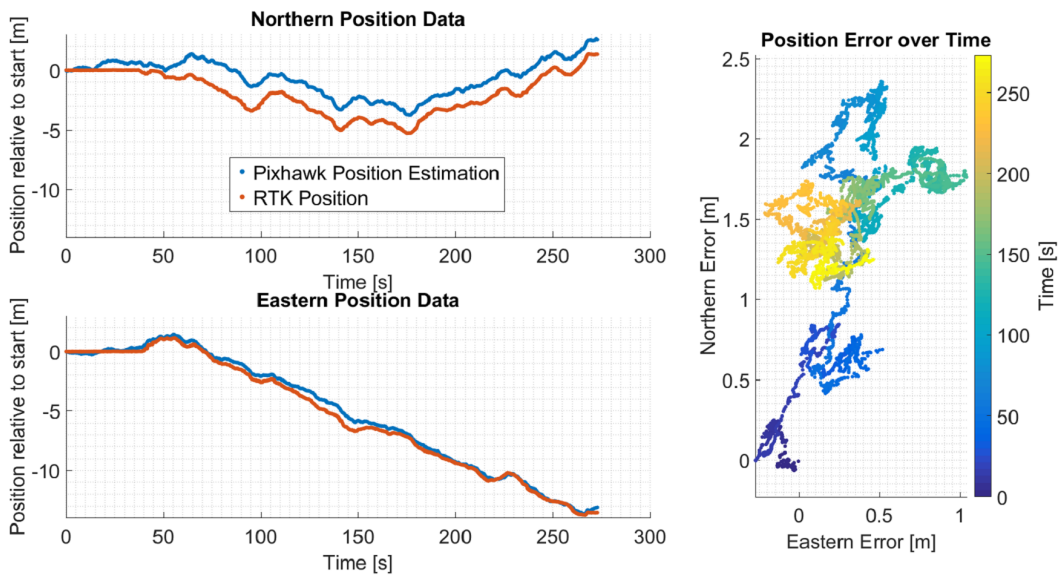 Northern Position Data
Position relative to start [m]
0
-5
-10
Pixhawk Position Estimation
RTK Position
0 50 100 150 200 250 300
Time [s]
Eastern Position Data
Position relative to start [m]
0
-5
-10
0 50 100 150 200 250 300
Time [s]
Position Error over Time
Northern Error [m]
2.5
2
1.5
1
0.5
0
0 0.5 1
Eastern Error [m]
250
200
150
100
50
0
Time [s]